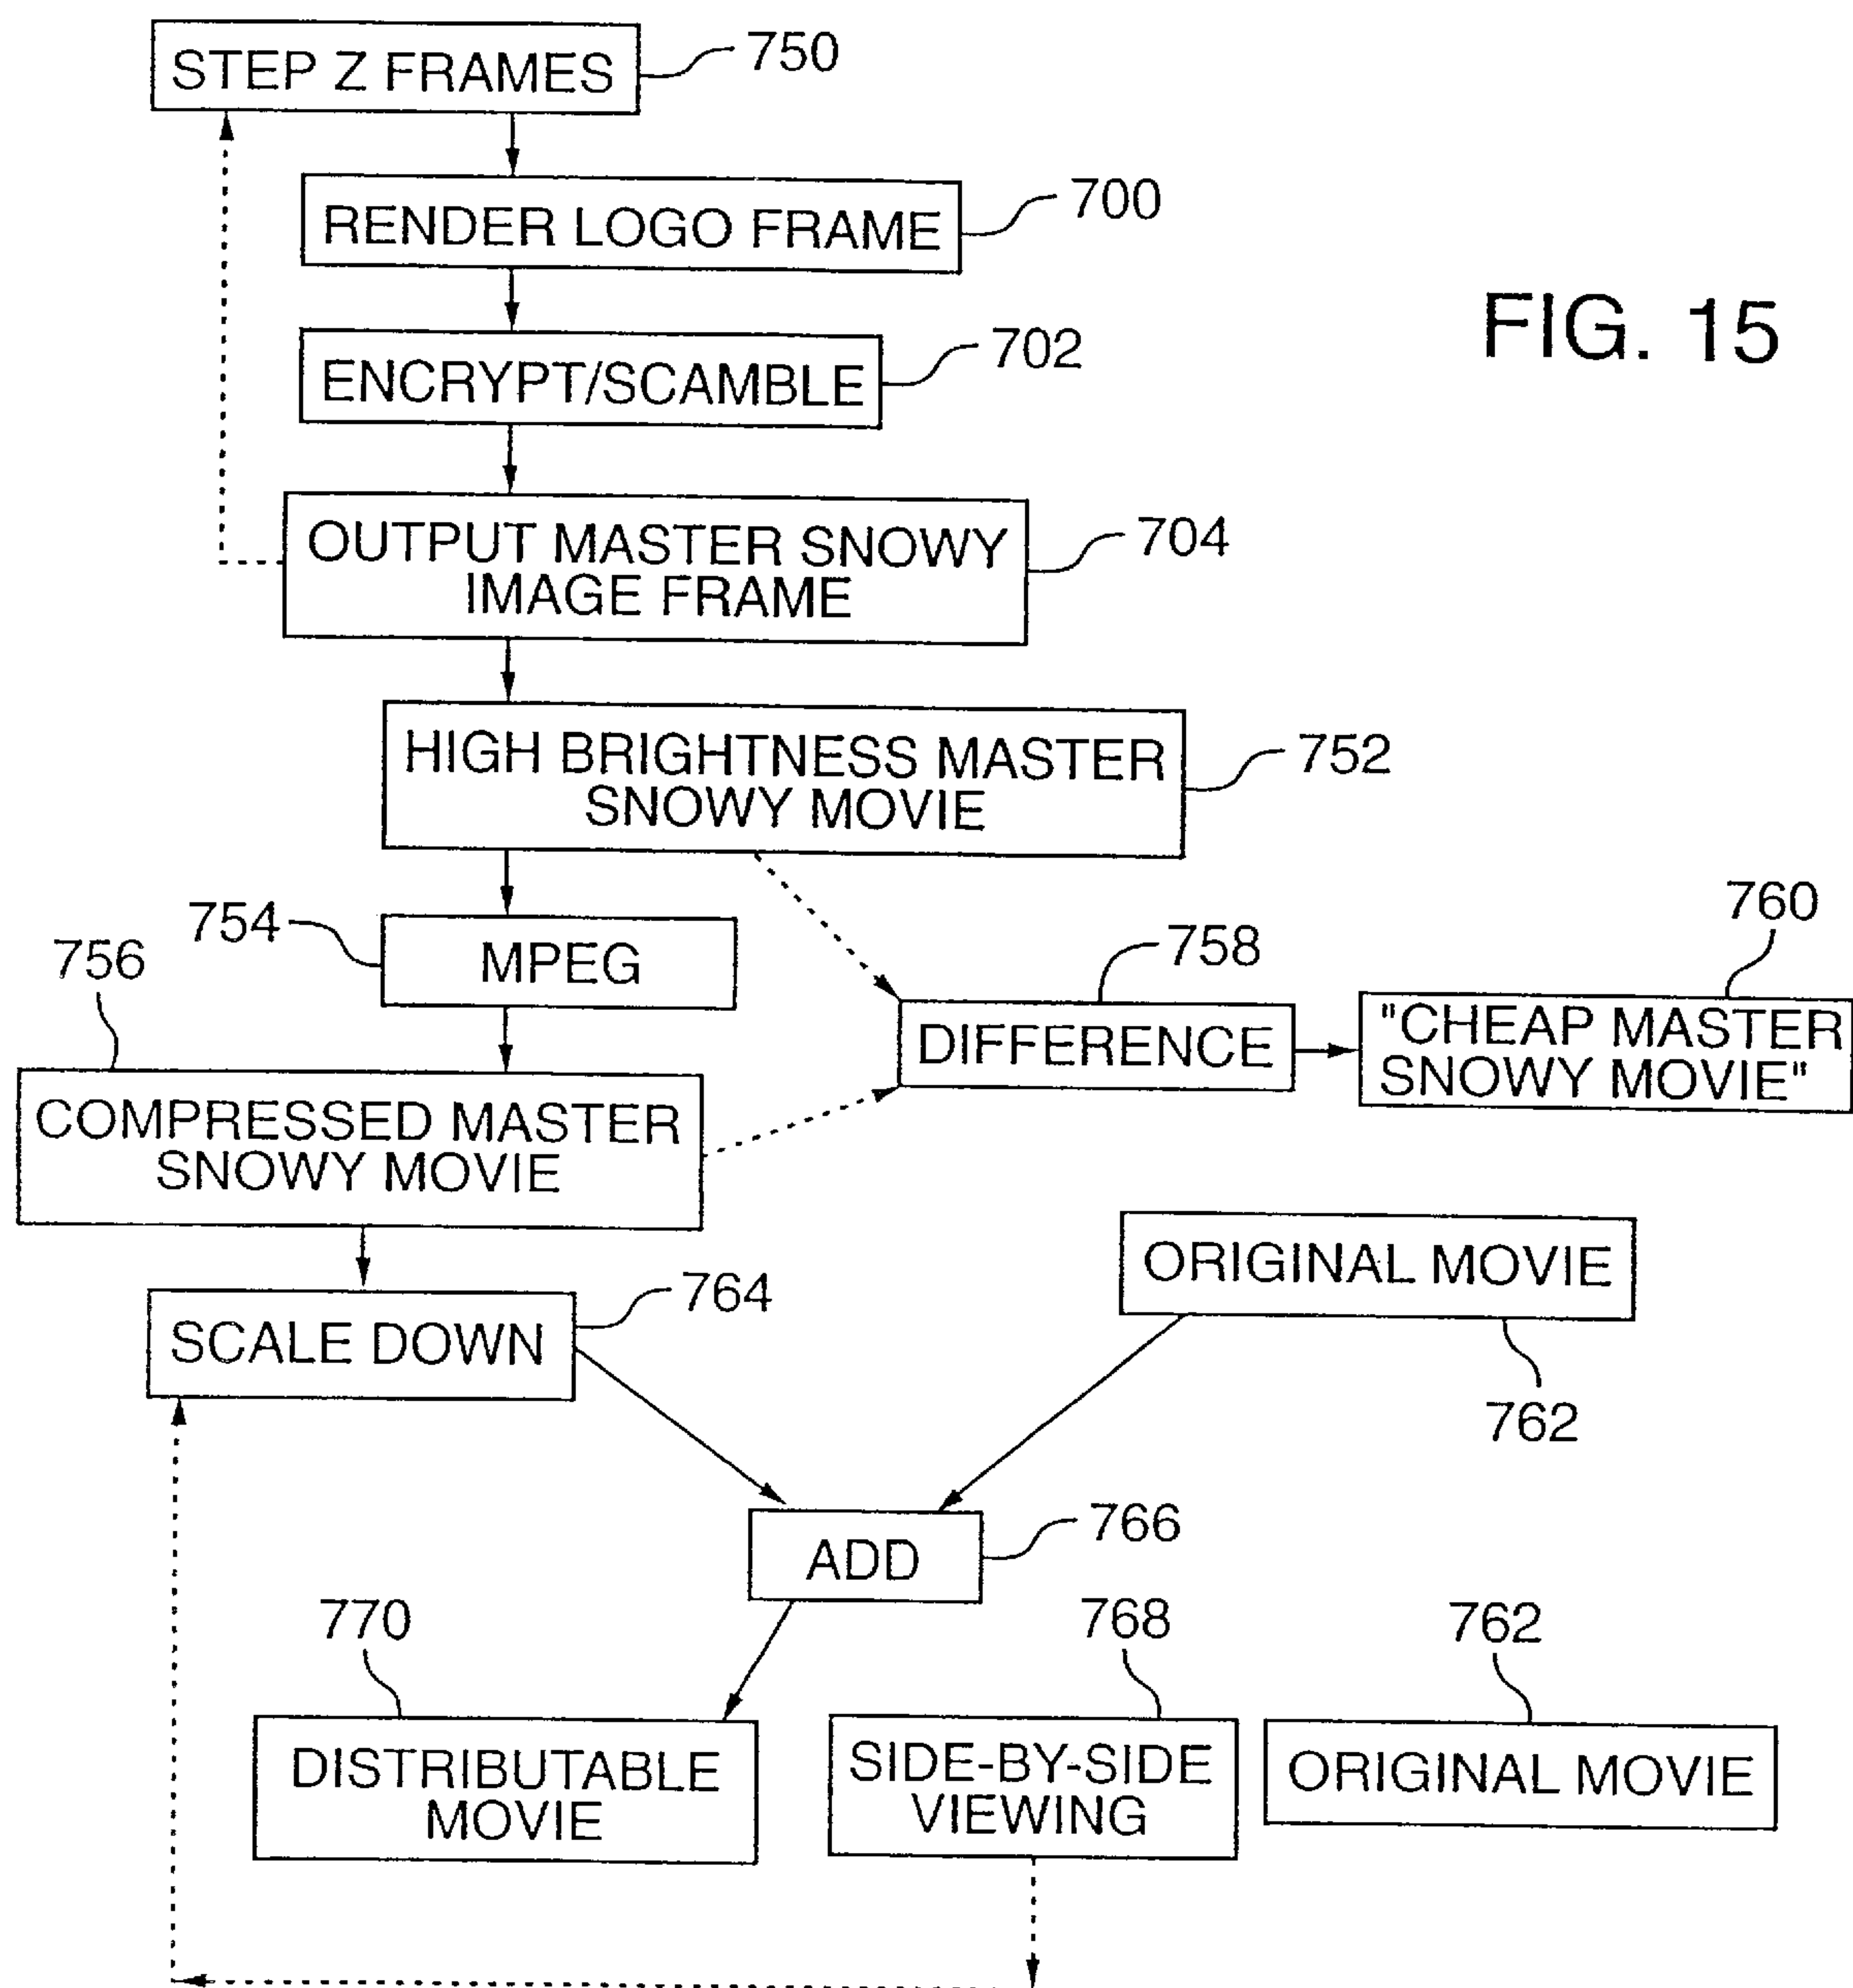 STEP Z FRAMES
750
RENDER LOGO FRAME
700
FIG. 15
ENCRYPT/SCAMBLE
702
OUTPUT MASTER SNOWY
IMAGE FRAME
704
HIGH BRIGHTNESS MASTER
SNOWY MOVIE
752
754
MPEG
756
758
760
DIFFERENCE
"CHEAP MASTER
SNOWY MOVIE"
COMPRESSED MASTER
SNOWY MOVIE
ORIGINAL MOVIE
762
SCALE DOWN
764
ADD
766
770
768
762
DISTRIBUTABLE
MOVIE
SIDE-BY-SIDE
VIEWING
ORIGINAL MOVIE